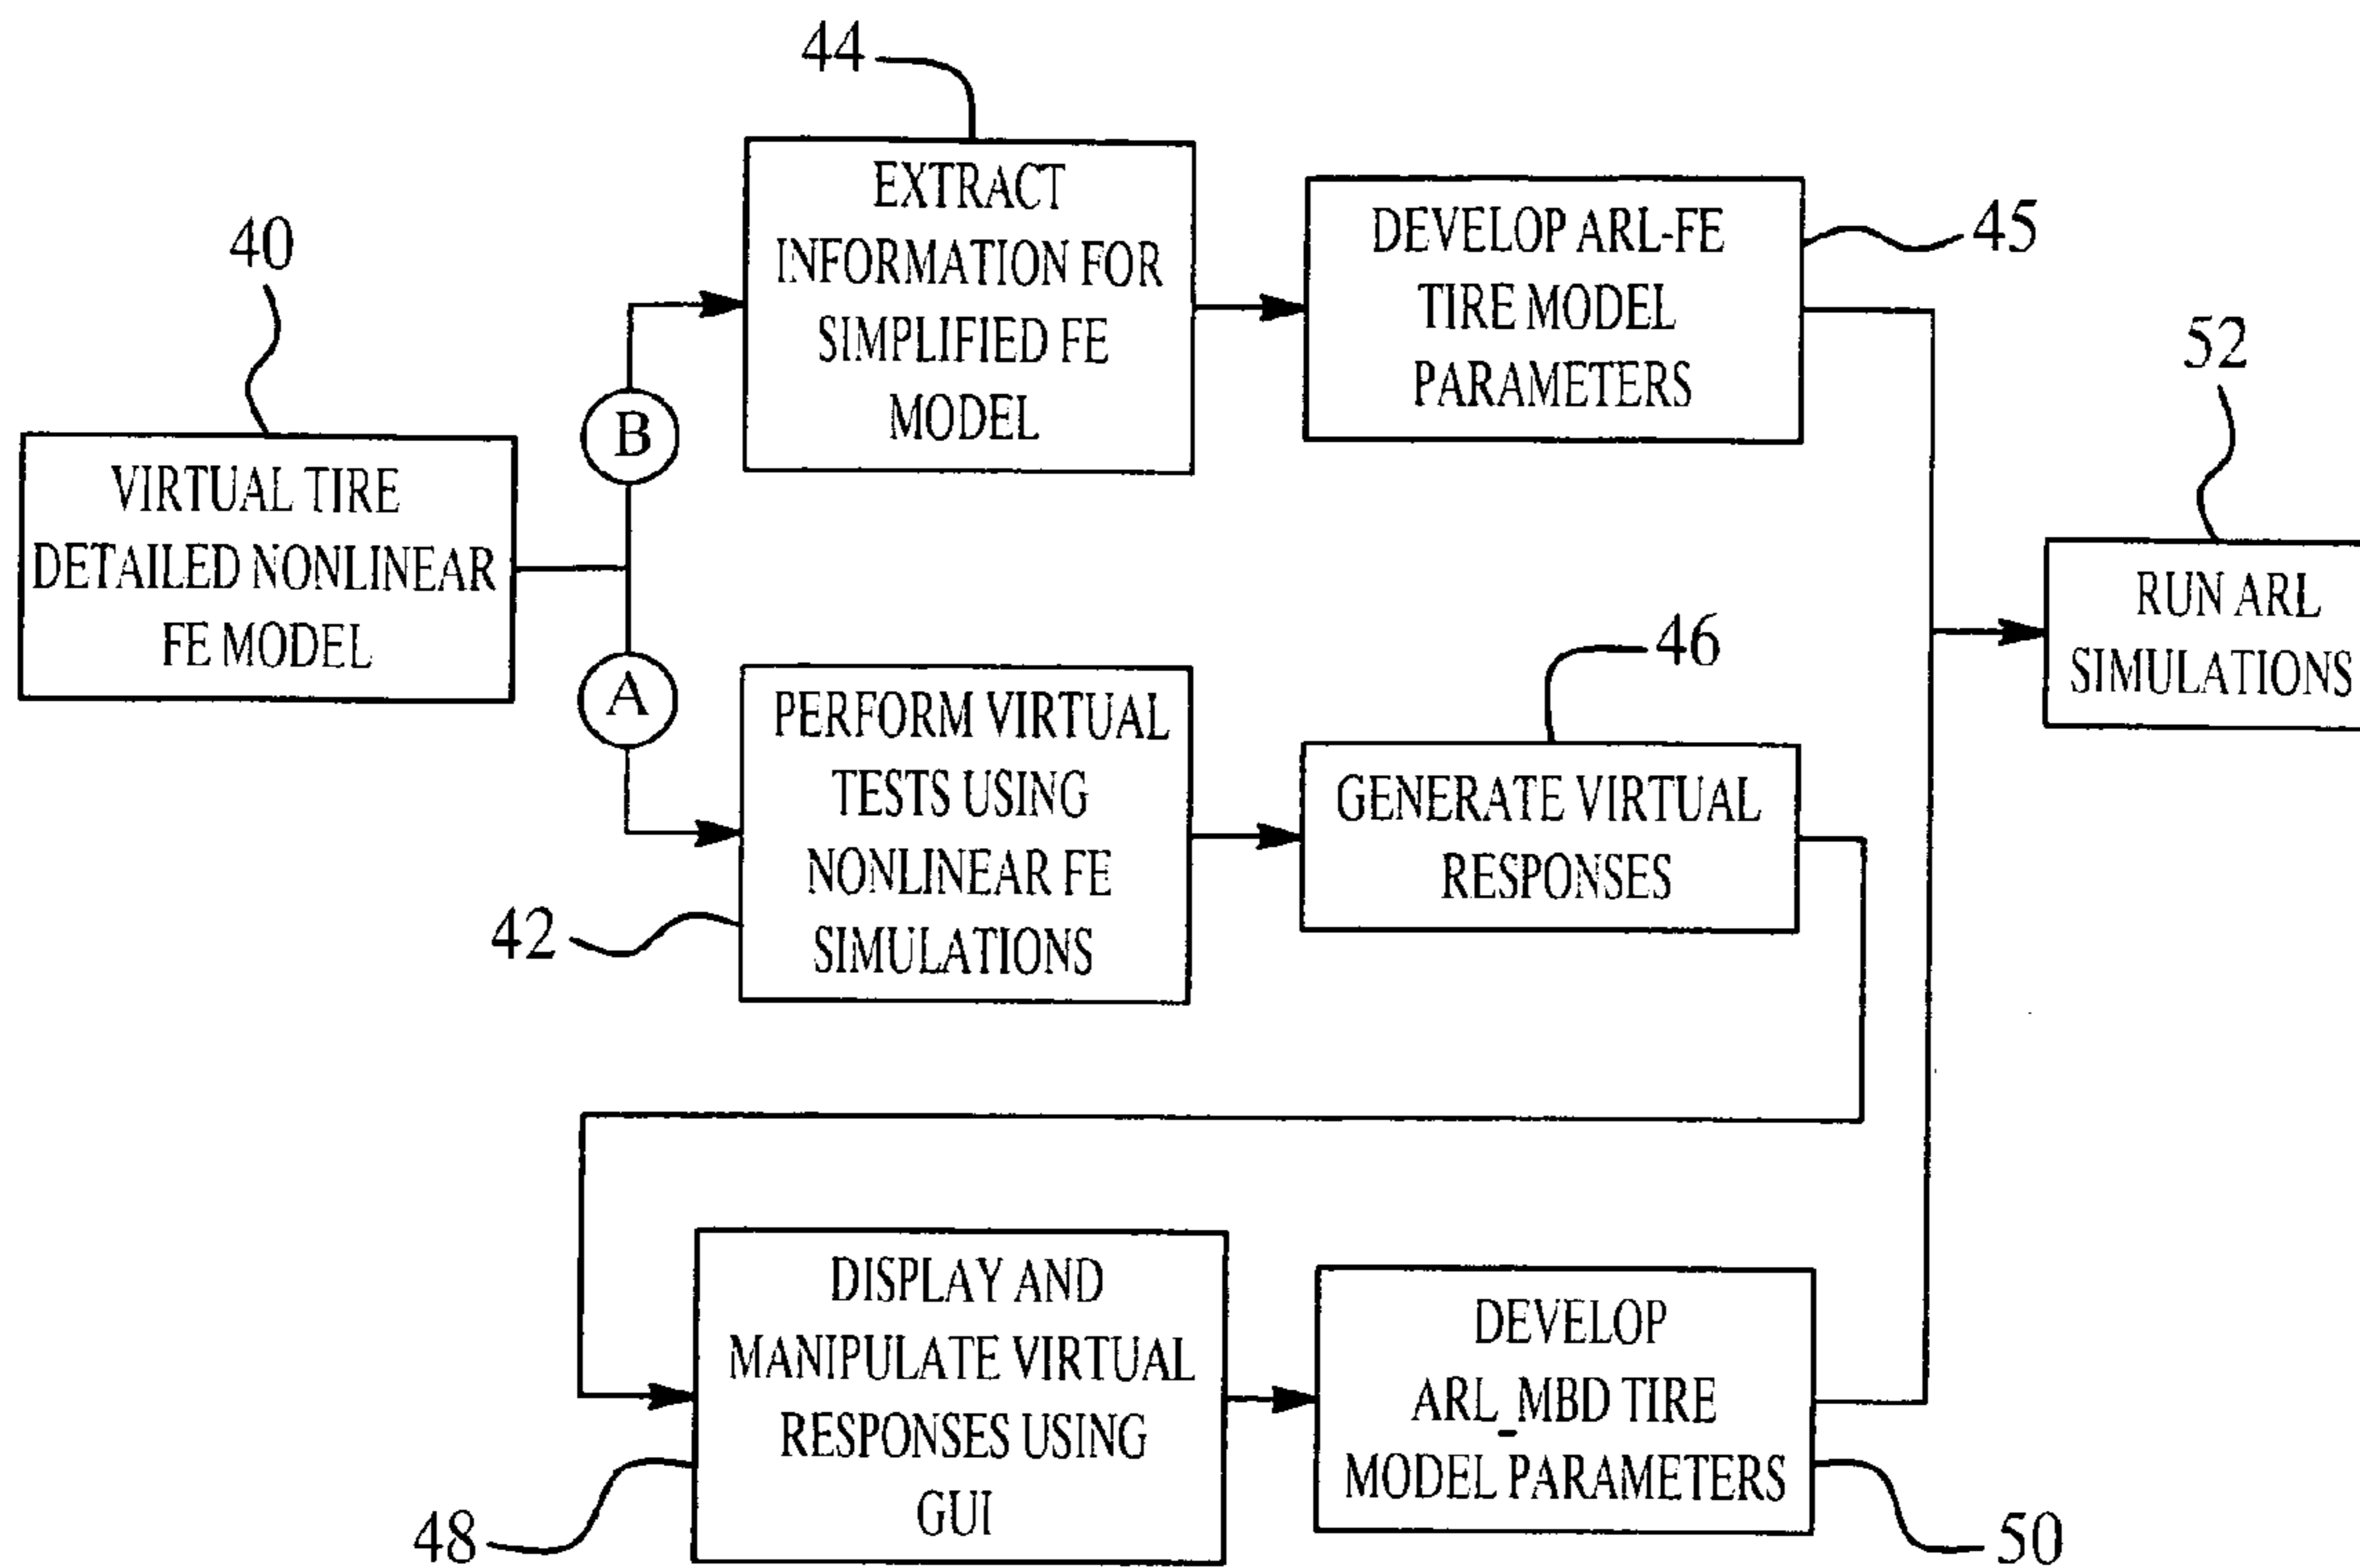 44
EXTRACT
INFORMATION FOR
SIMPLIFIED FE
MODEL
DEVELOP ARL-FE
TIRE MODEL
PARAMETERS
45
40
VIRTUAL TIRE
DETAILED NONLINEAR
FE MODEL
B
A
52
RUN ARL
SIMULATIONS
42
PERFORM VIRTUAL
TESTS USING
NONLINEAR FE
SIMULATIONS
46
GENERATE VIRTUAL
RESPONSES
48
DISPLAY AND
MANIPULATE VIRTUAL
RESPONSES USING
GUI
DEVELOP
ARL_MBD TIRE
MODEL PARAMETERS
50